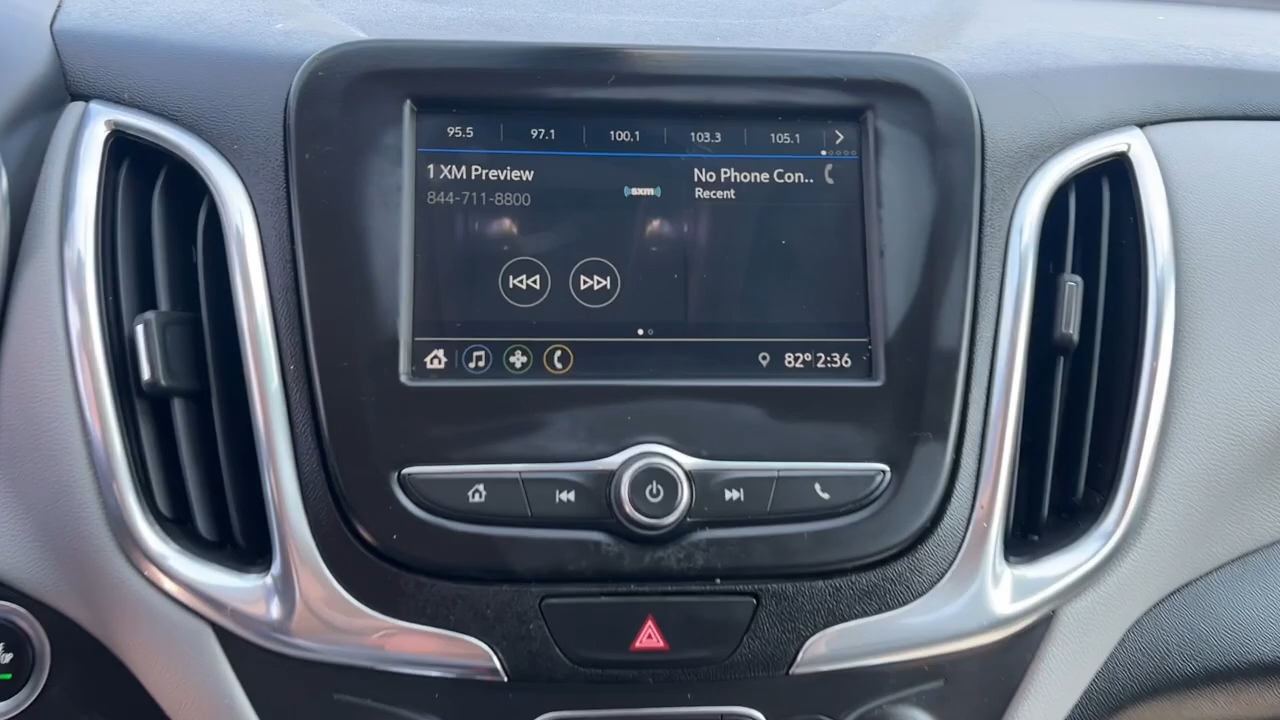 95.5 97.1 100.1 103.3 105.1
1 XM Preview
844-711-8800
sxm
No Phone Con..
Recent
82° 2:36